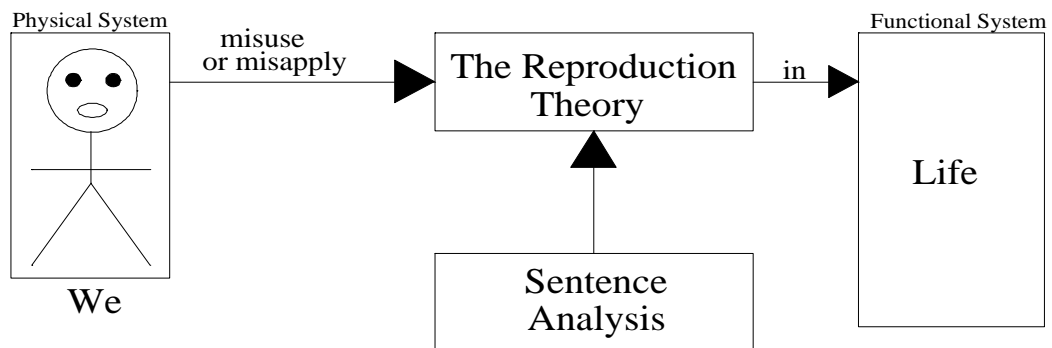 Physical System
We
misuse
or misapply
The Reproduction
Theory
in
Functional System
Life
Sentence
Analysis